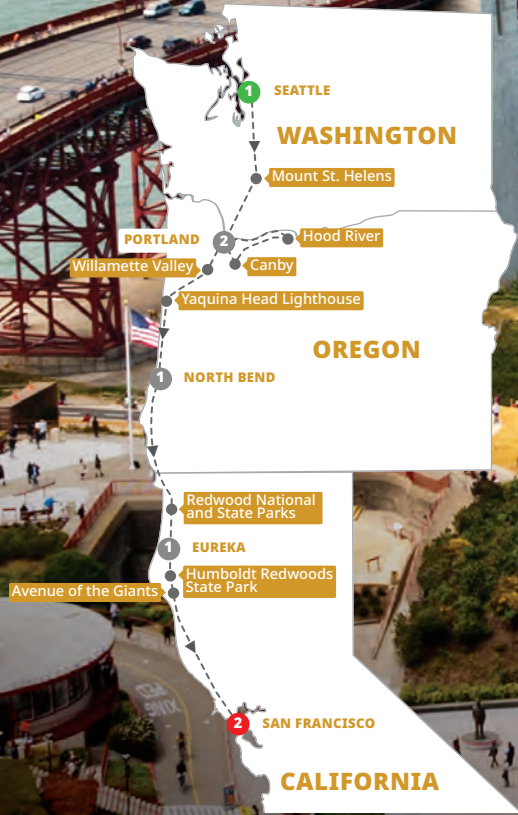 1 SEATTLE
WASHINGTON
Mount St. Helens
PORTLAND 2
Hood River
Willamette Valley
Canby
Yaquina Head Lighthouse
OREGON
1 NORTH BEND
Redwood National
and State Parks
1 EUREKA
Humboldt Redwoods
State Park
Avenue of the Giants
2 SAN FRANCISCO
CALIFORNIA